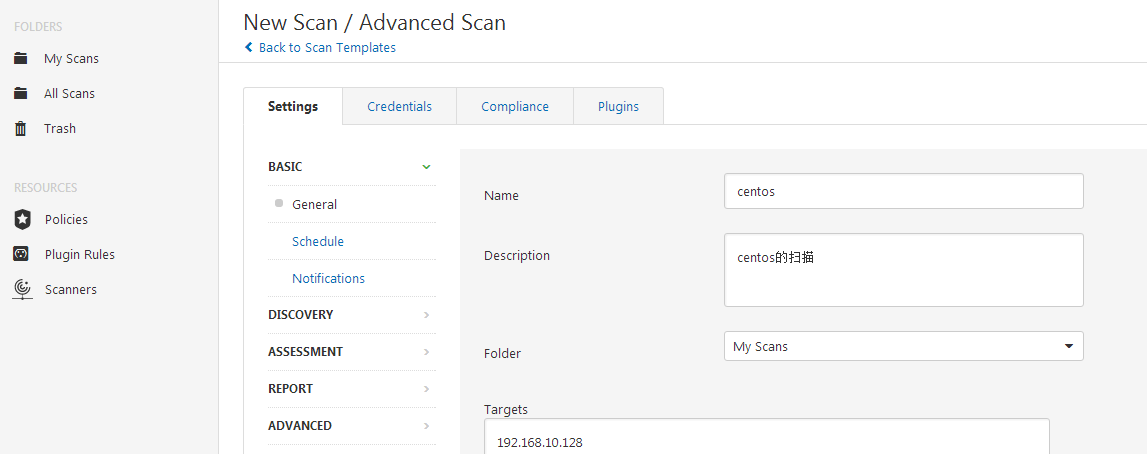 FOLDERS
My Scans
All Scans
Trash
RESOURCES
Policies
Plugin Rules
Scanners
New Scan / Advanced Scan
Back to Scan Templates
Settings Credentials Compliance Plugins
BASIC
General
Schedule
Notifications
DISCOVERY
ASSESSMENT
REPORT
ADVANCED
Name centos
Description centos的扫描
Folder My Scans
Targets
192.168.10.128